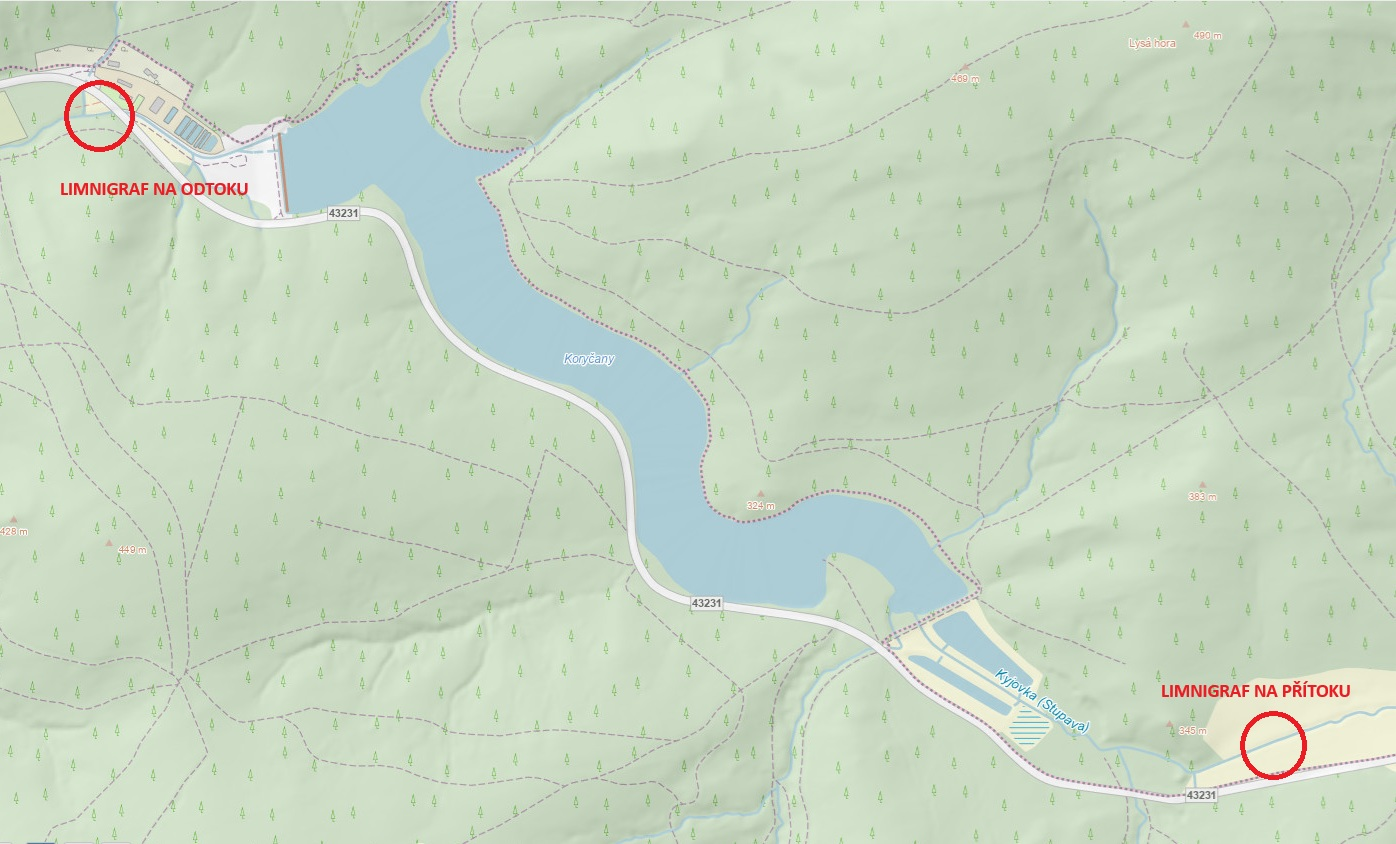 Lysá hora
490 m
469 m
LIMNIGRAF NA ODTOKU
43231
Koryčany
383 m
324 m
428 m
449 m
43231
Kyjovka (Stupava)
LIMNIGRAF NA PŘÍTOKU
345 m
43231